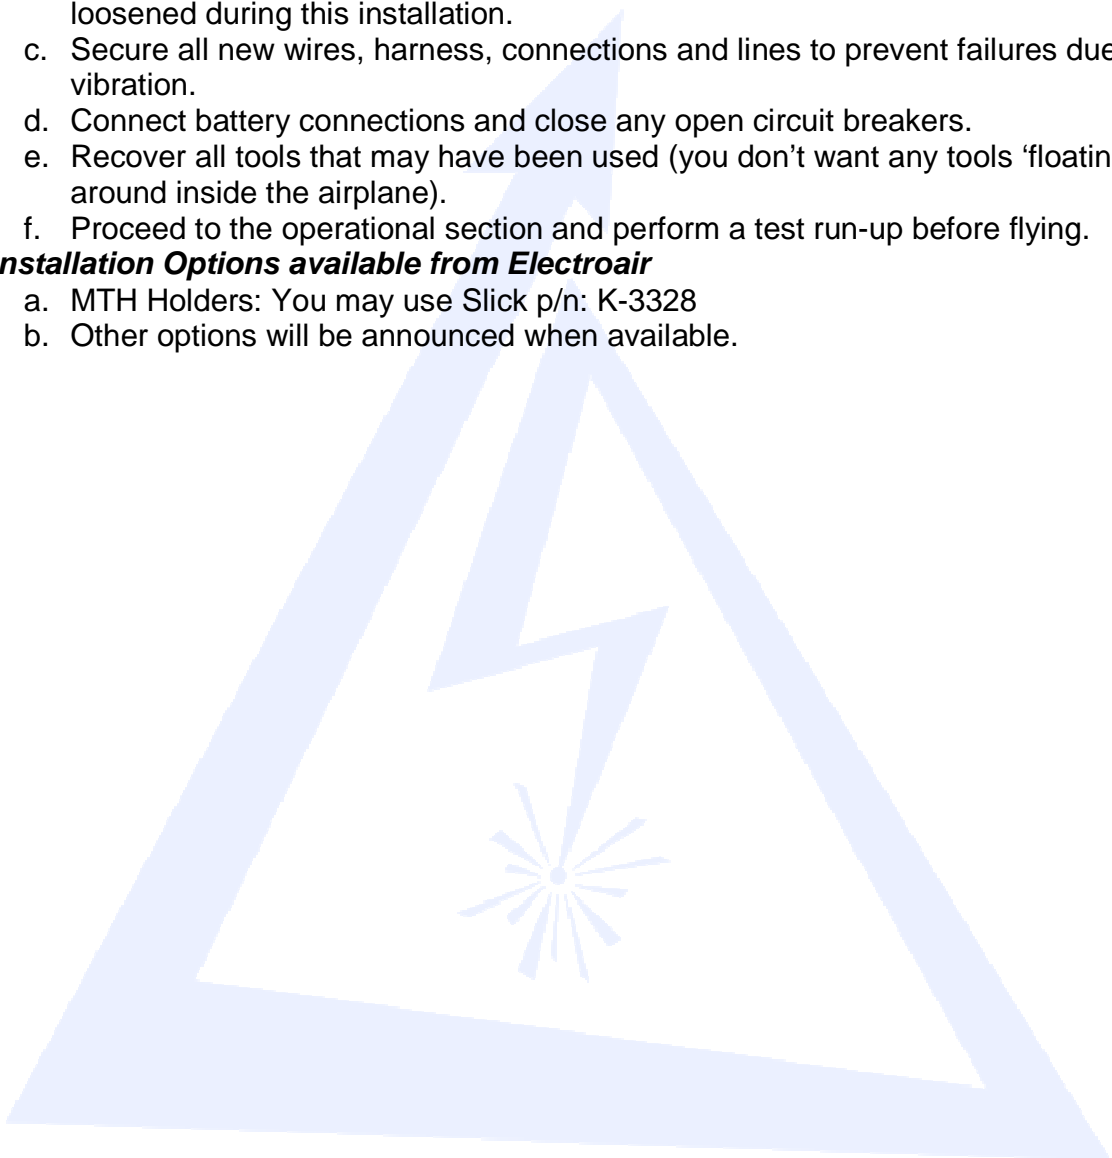 loosened during this installation.
c. Secure all new wires, harness, connections and lines to prevent failures due
vibration.
d. Connect battery connections and close any open circuit breakers.
e. Recover all tools that may have been used (you don’t want any tools ‘floatin
around inside the airplane).
f. Proceed to the operational section and perform a test run-up before flying.
nstallation Options available from Electroair
a. MTH Holders: You may use Slick p/n: K-3328
b. Other options will be announced when available.